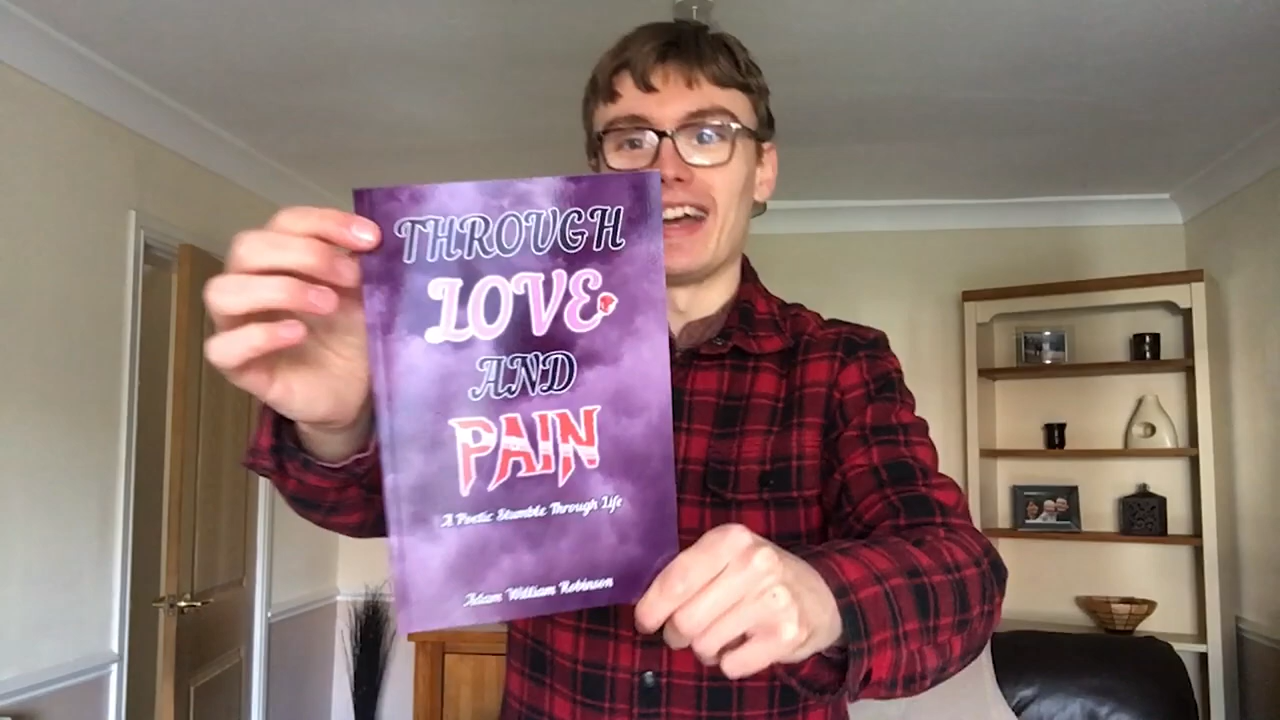 THROUGH
LOVE
AND
PAIN
A Poetic Stumble Through Life
Adam William Robinson